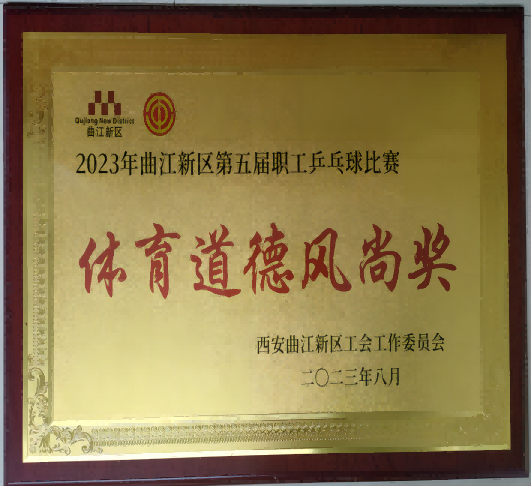 Qujiang New District
曲江新区
2023年曲江新区第五届职工乒乓球比赛
体育道德风尚奖
西安曲江新区工会工作委员会
二〇二三年八月